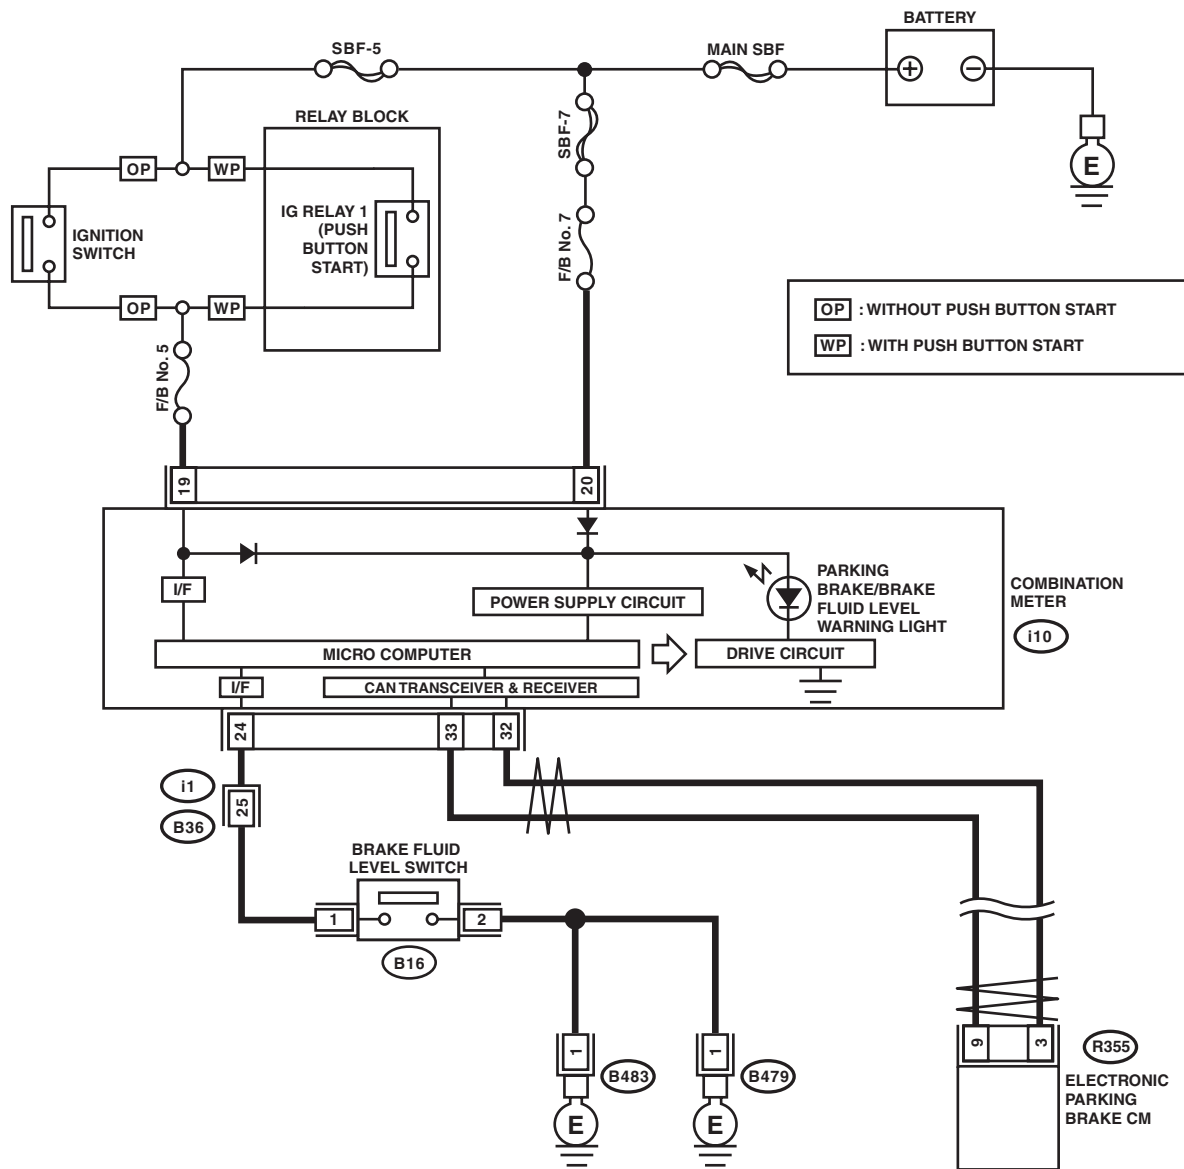 BATTERY
SBF-5
MAIN SBF
RELAY BLOCK
SBF-7
E
OP
WP
IGNITION
SWITCH
IG RELAY 1
(PUSH
BUTTON
START)
F/B No. 7
OP
WP
OP : WITHOUT PUSH BUTTON START
WP : WITH PUSH BUTTON START
F/B No. 5
19
20
I/F
POWER SUPPLY CIRCUIT
PARKING
BRAKE/BRAKE
FLUID LEVEL
WARNING LIGHT
COMBINATION
METER
i10
MICRO COMPUTER
DRIVE CIRCUIT
I/F
CAN TRANSCEIVER & RECEIVER
24
33
32
i1
B36
25
BRAKE FLUID
LEVEL SWITCH
1
2
B16
1
B483
E
1
B479
E
9
3
R355
ELECTRONIC
PARKING
BRAKE CM